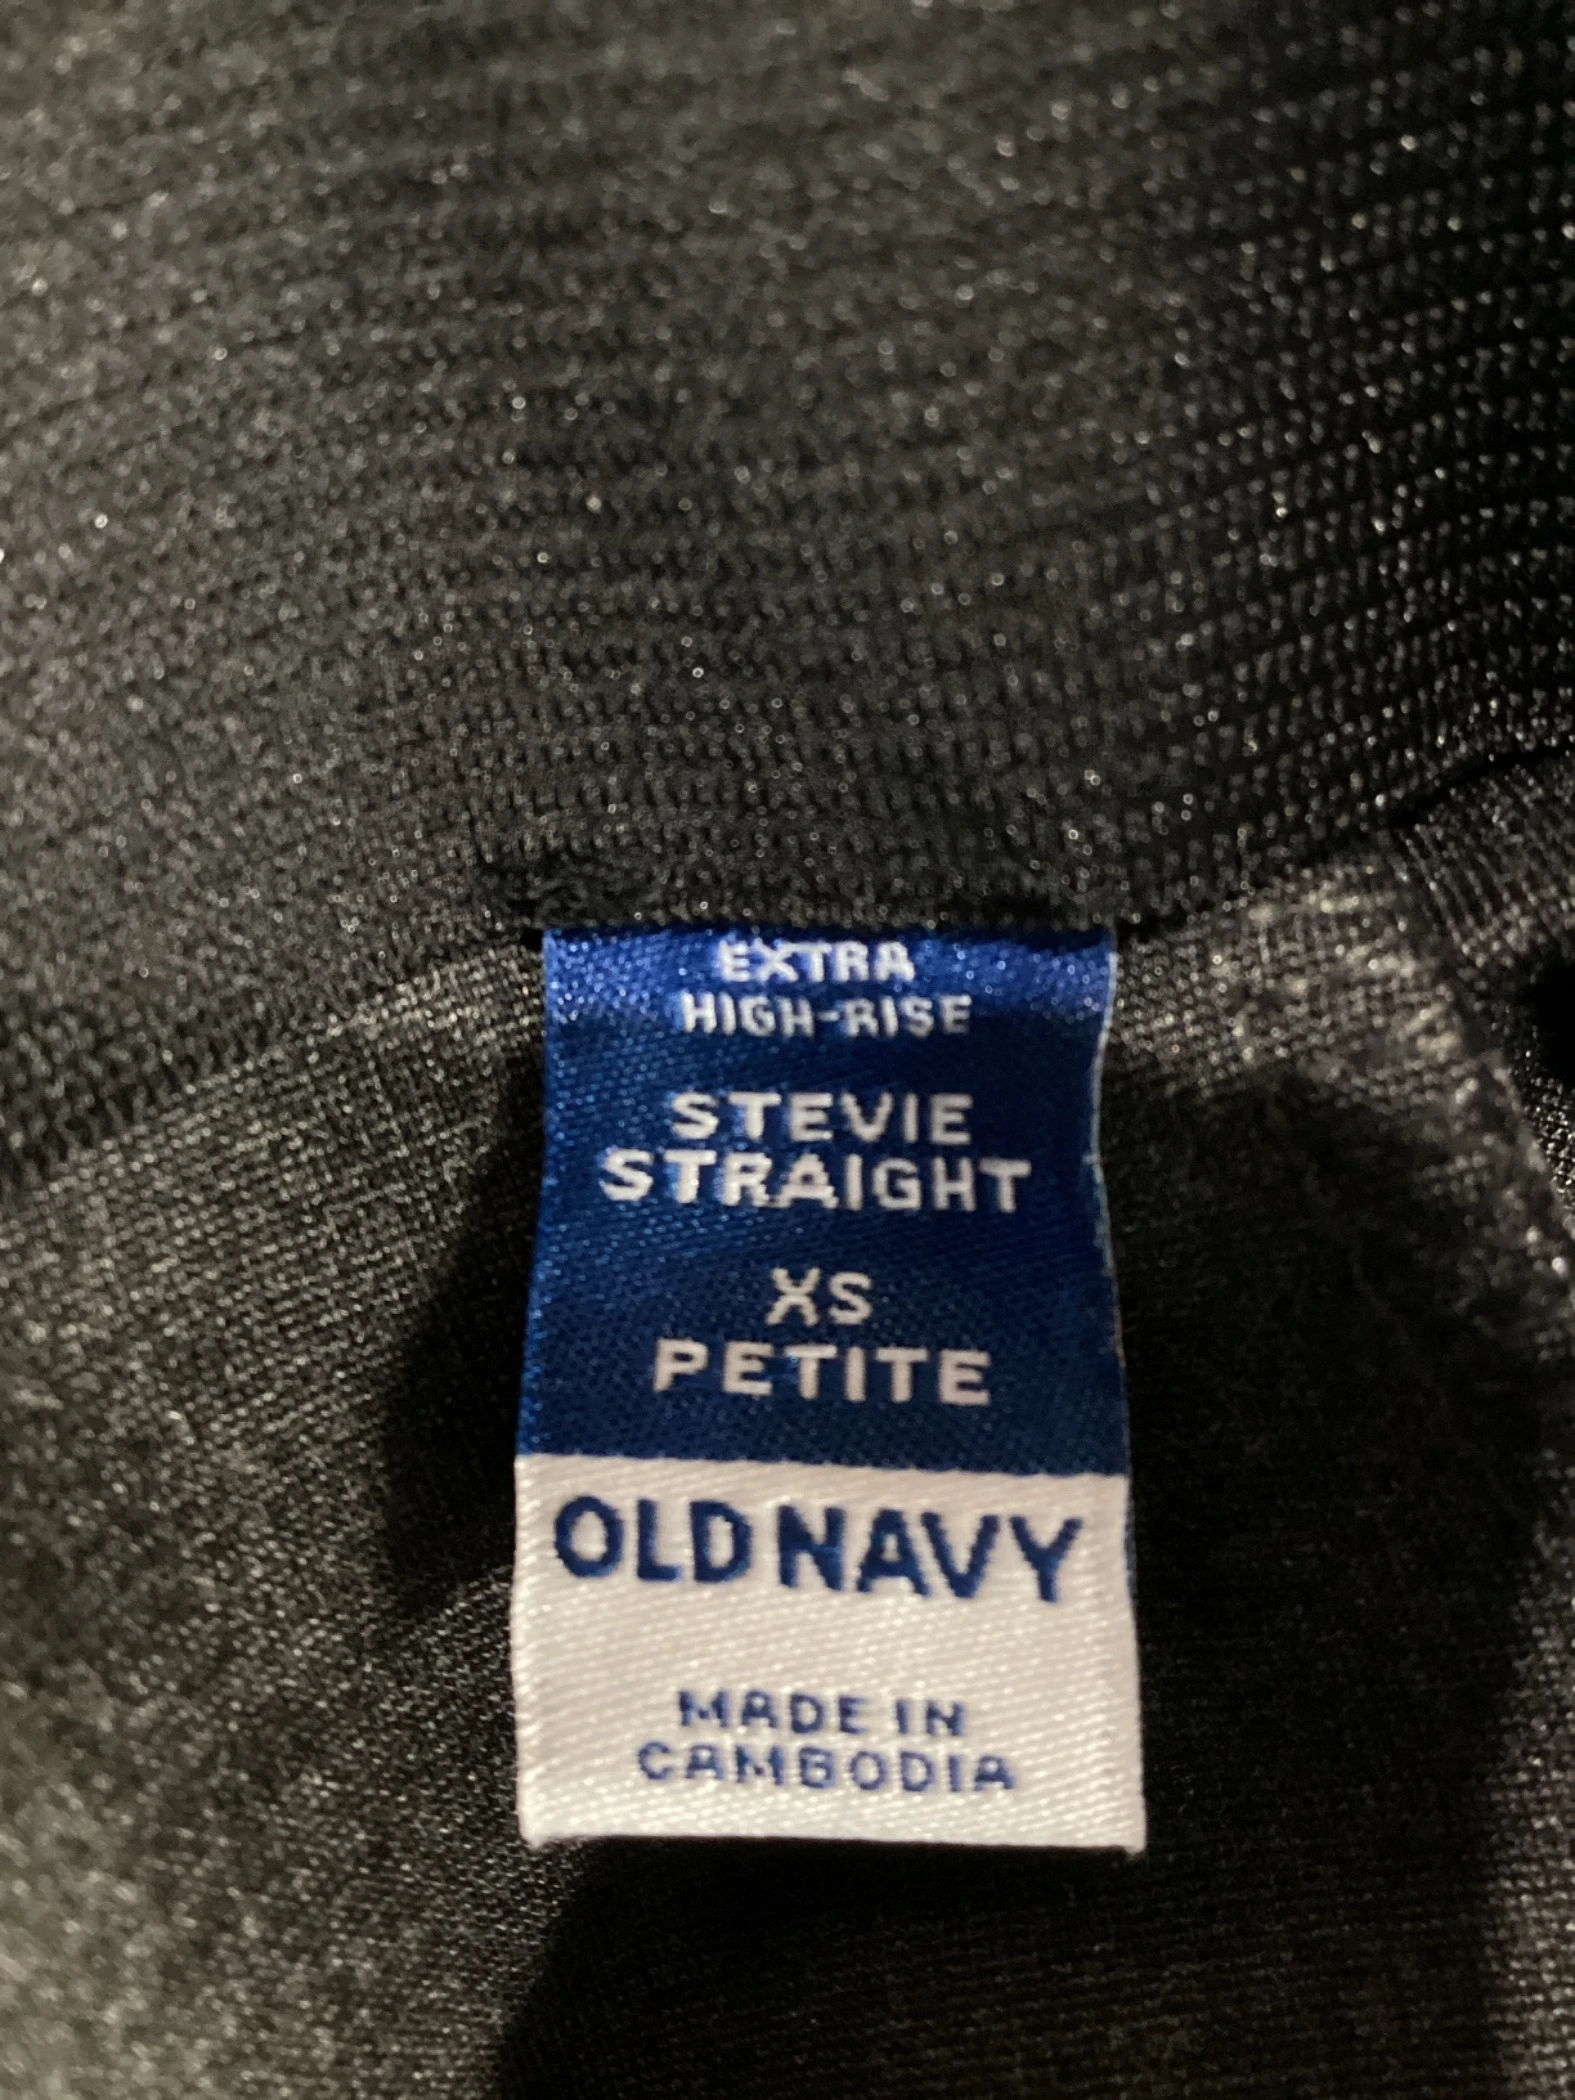 EXTRA
HIGH-RISE
STEVIE
STRAIGHT
XS
PETITE
OLD NAVY
MADE IN
CAMBODIA